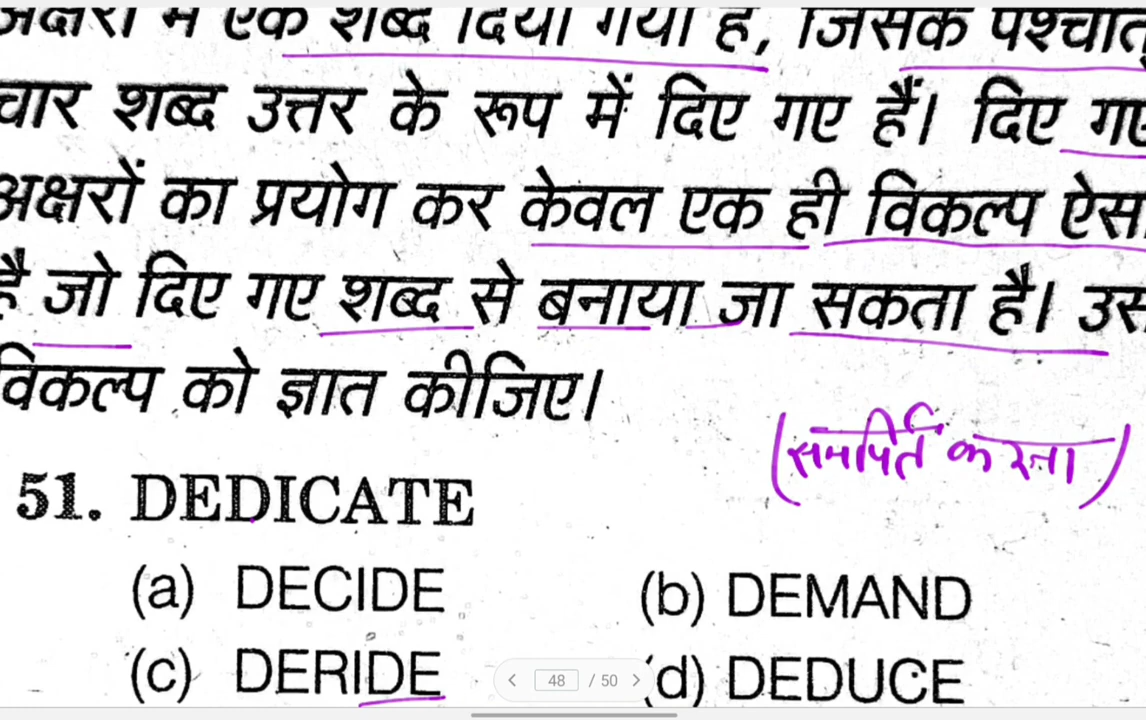 अक्षरों में एक शब्द दिया गया है, जिसके पश्चात्
चार शब्द उत्तर के रूप में दिए गए हैं। दिए गए
अक्षरों का प्रयोग कर केवल एक ही विकल्प ऐसा
है जो दिए गए शब्द से बनाया जा सकता है। उस
विकल्प को ज्ञात कीजिए।
(समर्पित करना)
51. DEDICATE
(a) DECIDE (b) DEMAND
(c) DERIDE (d) DEDUCE
< 48 / 50 >